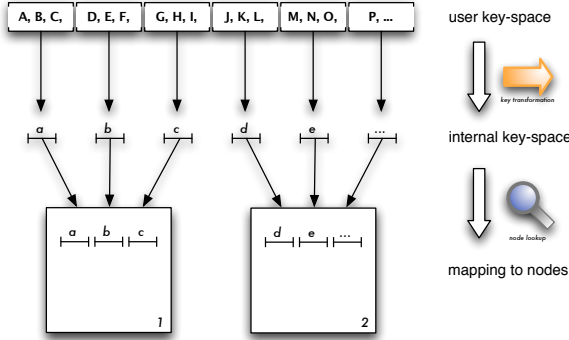 A, B, C, D, E, F, G, H, I, J, K, L, M, N, O, P, ...
user key-space
key transformation
a b c d e ...
internal key-space
a b c d e ...
node lookup
mapping to nodes
1 2